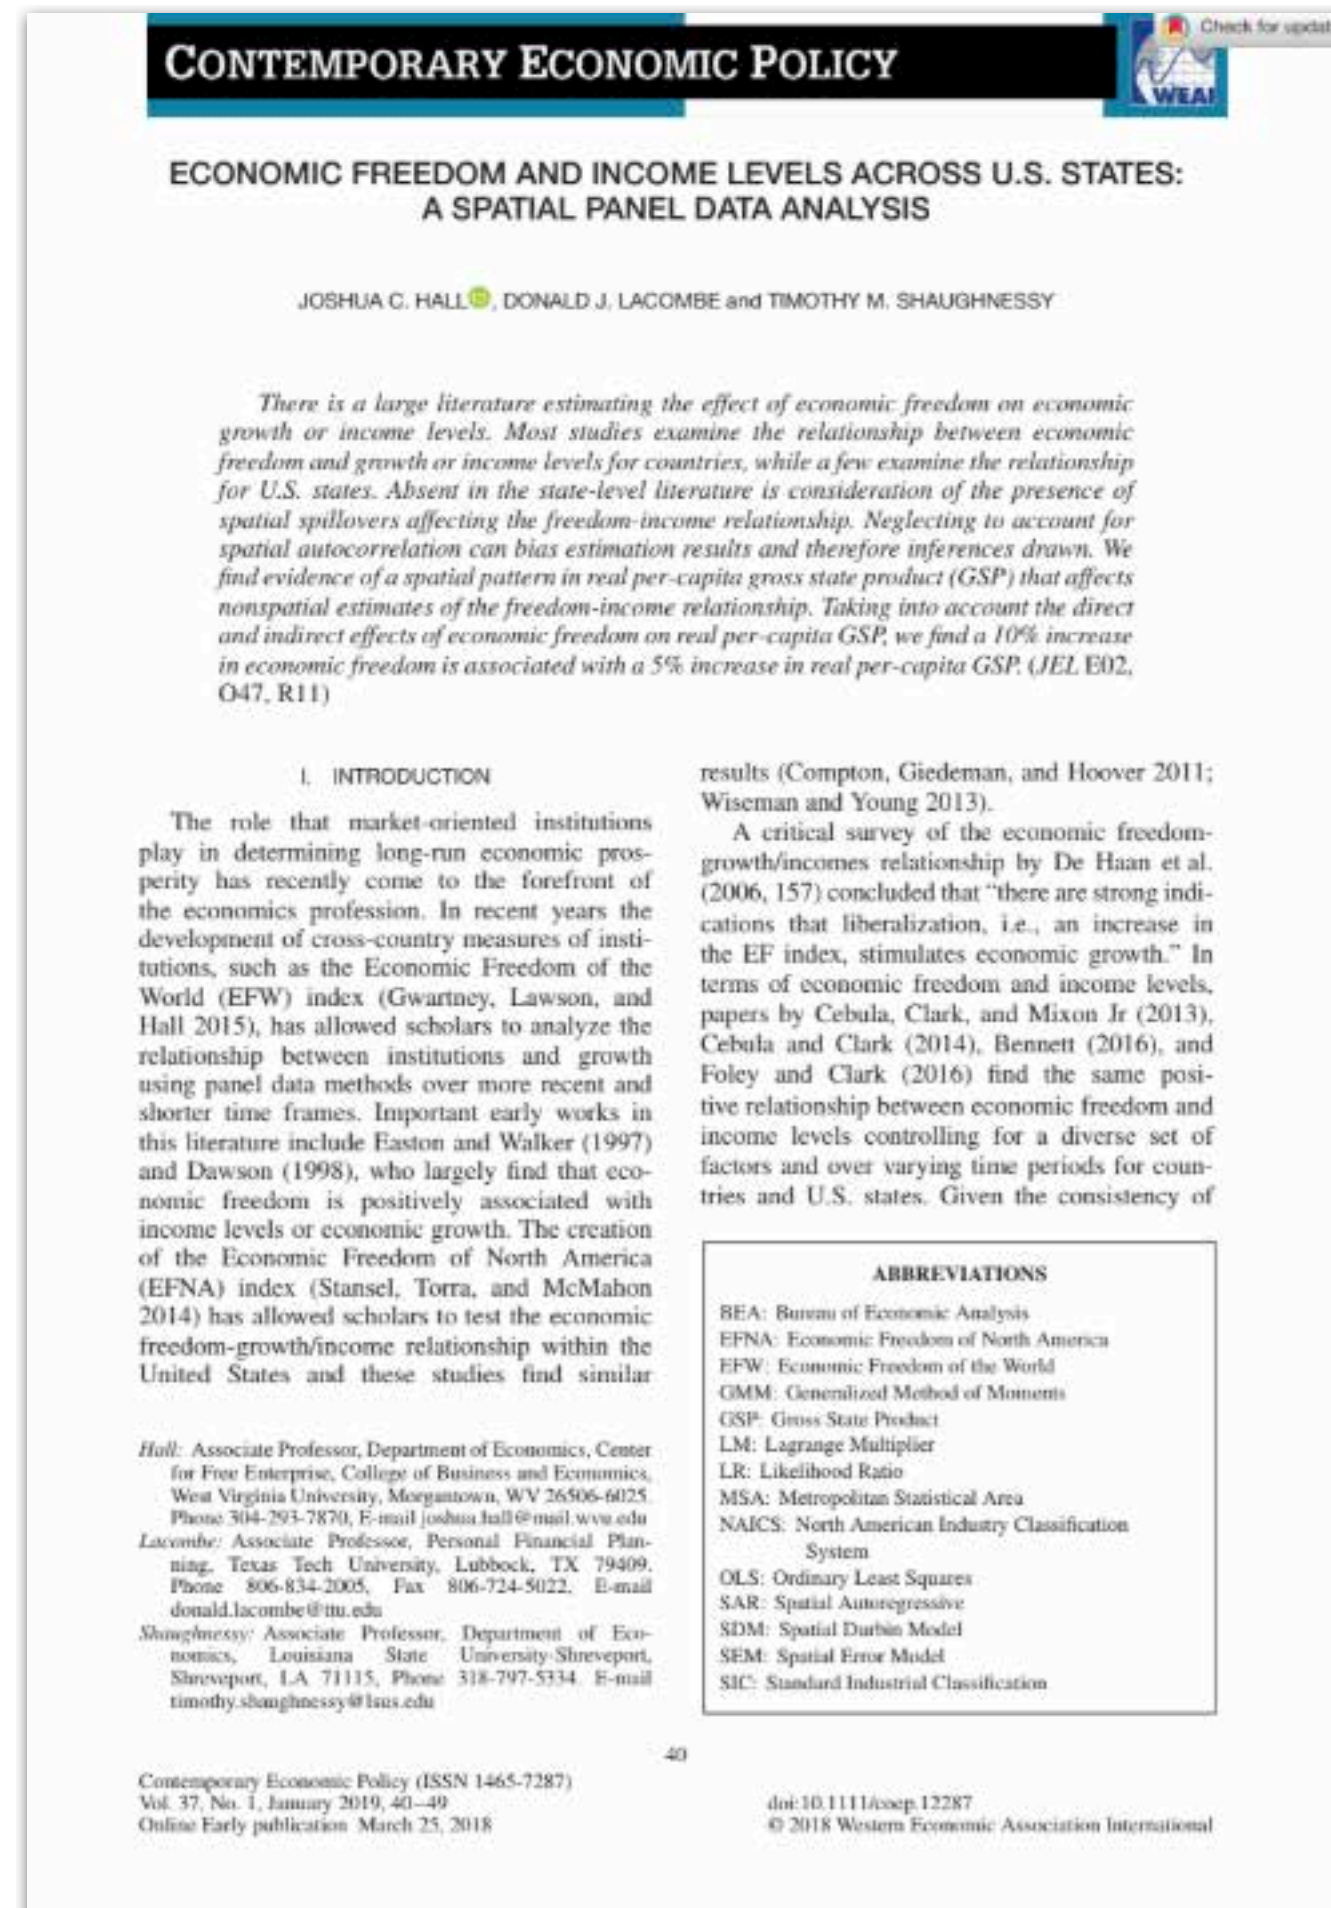 Check for updat
CONTEMPORARY ECONOMIC POLICY
WEAI
ECONOMIC FREEDOM AND INCOME LEVELS ACROSS U.S. STATES:
A SPATIAL PANEL DATA ANALYSIS
JOSHUA C. HALL, DONALD J. LACOMBE and TIMOTHY M. SHAUGHNESSY
There is a large literature estimating the effect of economic freedom on economic
growth or income levels. Most studies examine the relationship between economic
freedom and growth or income levels for countries, while a few examine the relationship
for U.S. states. Absent in the state-level literature is consideration of the presence of
spatial spillovers affecting the freedom-income relationship. Neglecting to account for
spatial autocorrelation can bias estimation results and therefore inferences drawn. We
find evidence of a spatial pattern in real per-capita gross state product (GSP) that affects
nonspatial estimates of the freedom-income relationship. Taking into account the direct
and indirect effects of economic freedom on real per-capita GSP, we find a 10% increase
in economic freedom is associated with a 5% increase in real per-capita GSP. (JEL E02,
O47, R11)
I. INTRODUCTION
The role that market-oriented institutions
play in determining long-run economic pros-
perity has recently come to the forefront of
the economics profession. In recent years the
development of cross-country measures of insti-
tutions, such as the Economic Freedom of the
World (EFW) index (Gwartney, Lawson, and
Hall 2015), has allowed scholars to analyze the
relationship between institutions and growth
using panel data methods over more recent and
shorter time frames. Important early works in
this literature include Easton and Walker (1997)
and Dawson (1998), who largely find that eco-
nomic freedom is positively associated with
income levels or economic growth. The creation
of the Economic Freedom of North America
(EFNA) index (Stansel, Torra, and McMahon
2014) has allowed scholars to test the economic
freedom-growth/income relationship within the
United States and these studies find similar
Hall: Associate Professor, Department of Economics, Center
for Free Enterprise, College of Business and Economics,
West Virginia University, Morgantown, WV 26506-6025.
Phone 304-293-7870, E-mail joshua.hall@mail.wvu.edu
Lacombe: Associate Professor, Personal Financial Plan-
ning, Texas Tech University, Lubbock, TX 79409.
Phone 806-834-2005, Fax 806-724-5022, E-mail
donald.lacombe@ttu.edu
Shaughnessy: Associate Professor, Department of Eco-
nomics, Louisiana State University-Shreveport,
Shreveport, LA 71115, Phone 318-797-5334. E-mail
timothy.shaughnessy@lsus.edu
results (Compton, Giedeman, and Hoover 2011;
Wiseman and Young 2013).
A critical survey of the economic freedom-
growth/incomes relationship by De Haan et al.
(2006, 157) concluded that “there are strong indi-
cations that liberalization, i.e., an increase in
the EF index, stimulates economic growth.” In
terms of economic freedom and income levels,
papers by Cebula, Clark, and Mixon Jr (2013),
Cebula and Clark (2014), Bennett (2016), and
Foley and Clark (2016) find the same posi-
tive relationship between economic freedom and
income levels controlling for a diverse set of
factors and over varying time periods for coun-
tries and U.S. states. Given the consistency of
ABBREVIATIONS
BEA: Bureau of Economic Analysis
EFNA: Economic Freedom of North America
EFW: Economic Freedom of the World
GMM: Generalized Method of Moments
GSP: Gross State Product
LM: Lagrange Multiplier
LR: Likelihood Ratio
MSA: Metropolitan Statistical Area
NAICS: North American Industry Classification
System
OLS: Ordinary Least Squares
SAR: Spatial Autoregressive
SDM: Spatial Durbin Model
SEM: Spatial Error Model
SIC: Standard Industrial Classification
40
Contemporary Economic Policy (ISSN 1465-7287)
Vol. 37, No. 1, January 2019, 40–49
Online Early publication March 25, 2018
doi:10.1111/coep.12287
© 2018 Western Economic Association International